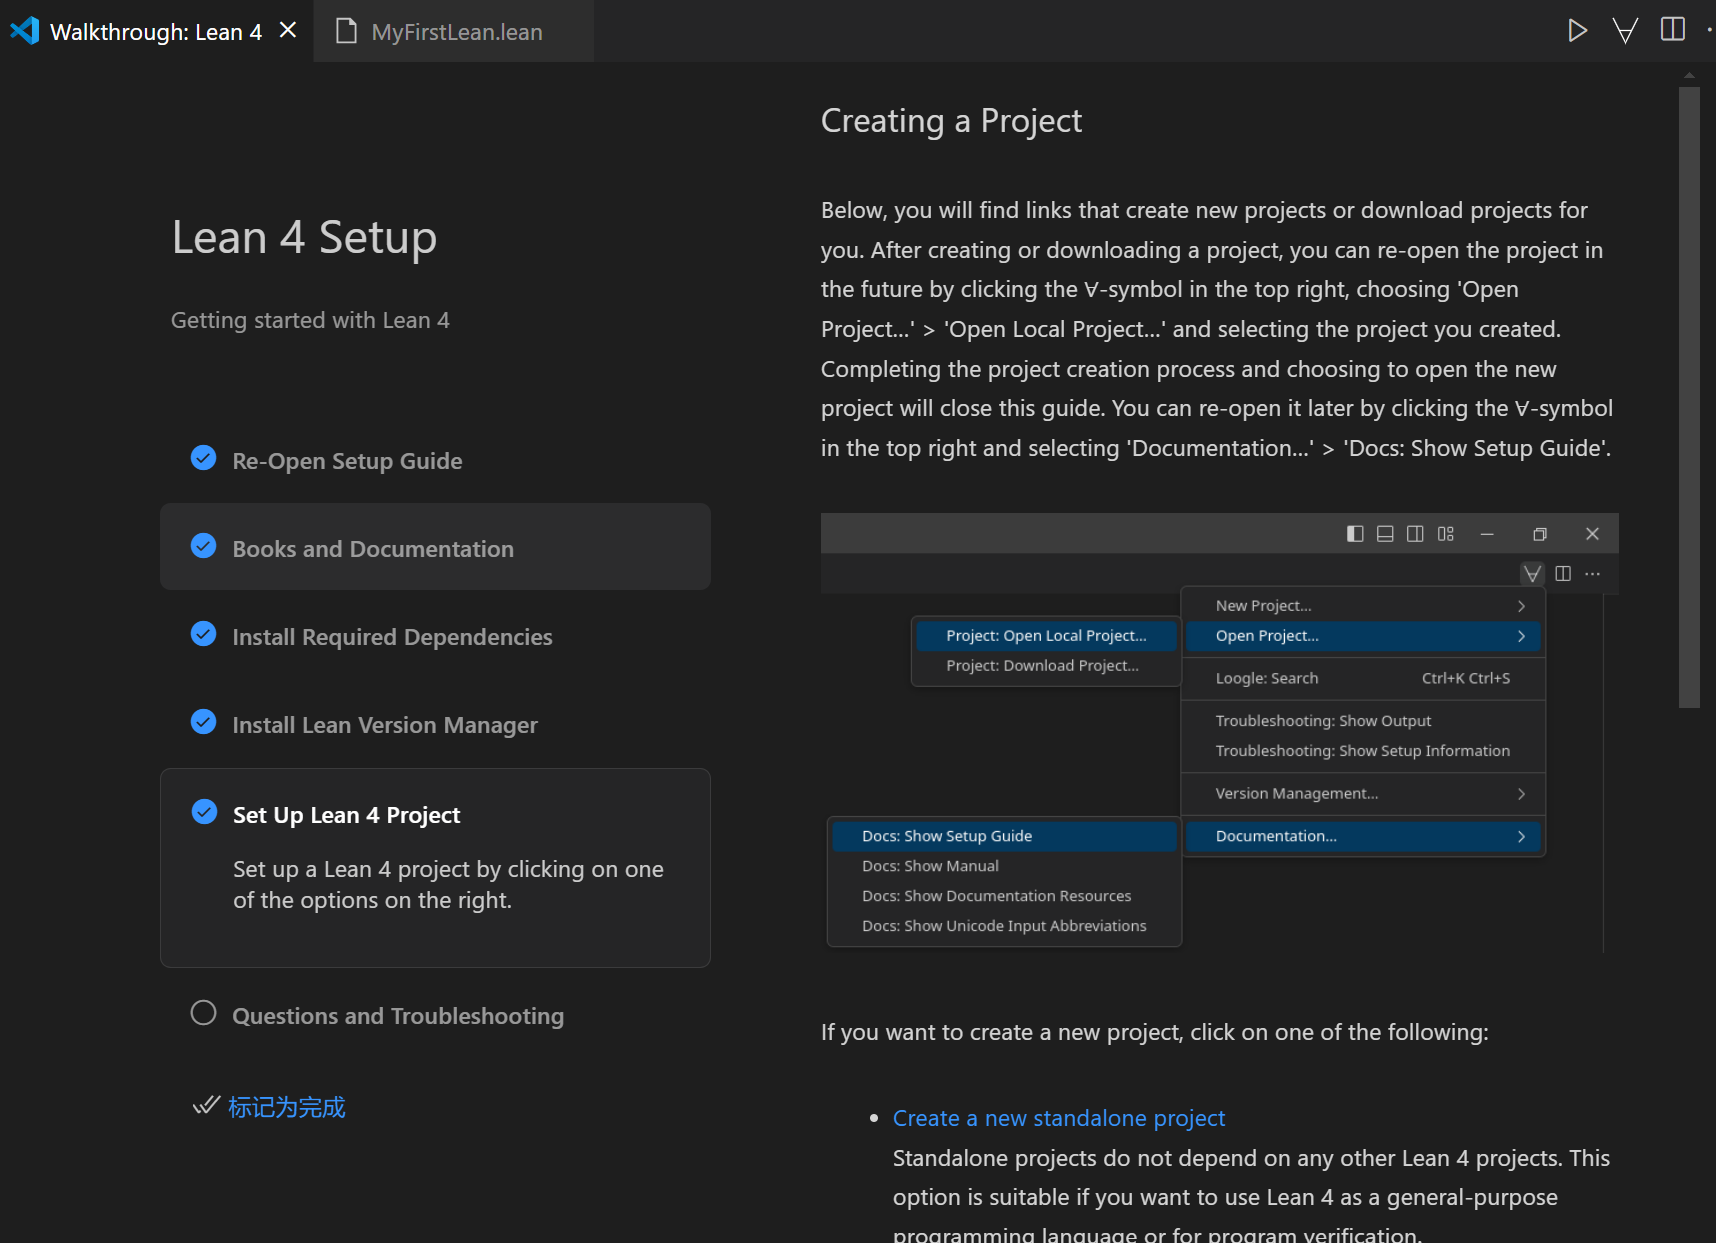 Walkthrough: Lean 4
MyFirstLean.lean
Lean 4 Setup
Getting started with Lean 4
Re-Open Setup Guide
Books and Documentation
Install Required Dependencies
Install Lean Version Manager
Set Up Lean 4 Project
Set up a Lean 4 project by clicking on one
of the options on the right.
Questions and Troubleshooting
标记为完成
Creating a Project
Below, you will find links that create new projects or download projects for
you. After creating or downloading a project, you can re-open the project in
the future by clicking the ∀-symbol in the top right, choosing 'Open
Project...' > 'Open Local Project...' and selecting the project you created.
Completing the project creation process and choosing to open the new
project will close this guide. You can re-open it later by clicking the ∀-symbol
in the top right and selecting 'Documentation...' > 'Docs: Show Setup Guide'.
New Project...
Open Project...
Project: Open Local Project...
Project: Download Project...
Loogle: Search Ctrl+K Ctrl+S
Troubleshooting: Show Output
Troubleshooting: Show Setup Information
Version Management...
Documentation...
Docs: Show Setup Guide
Docs: Show Manual
Docs: Show Documentation Resources
Docs: Show Unicode Input Abbreviations
If you want to create a new project, click on one of the following:
• Create a new standalone project
Standalone projects do not depend on any other Lean 4 projects. This
option is suitable if you want to use Lean 4 as a general-purpose
programming language or for program verification.